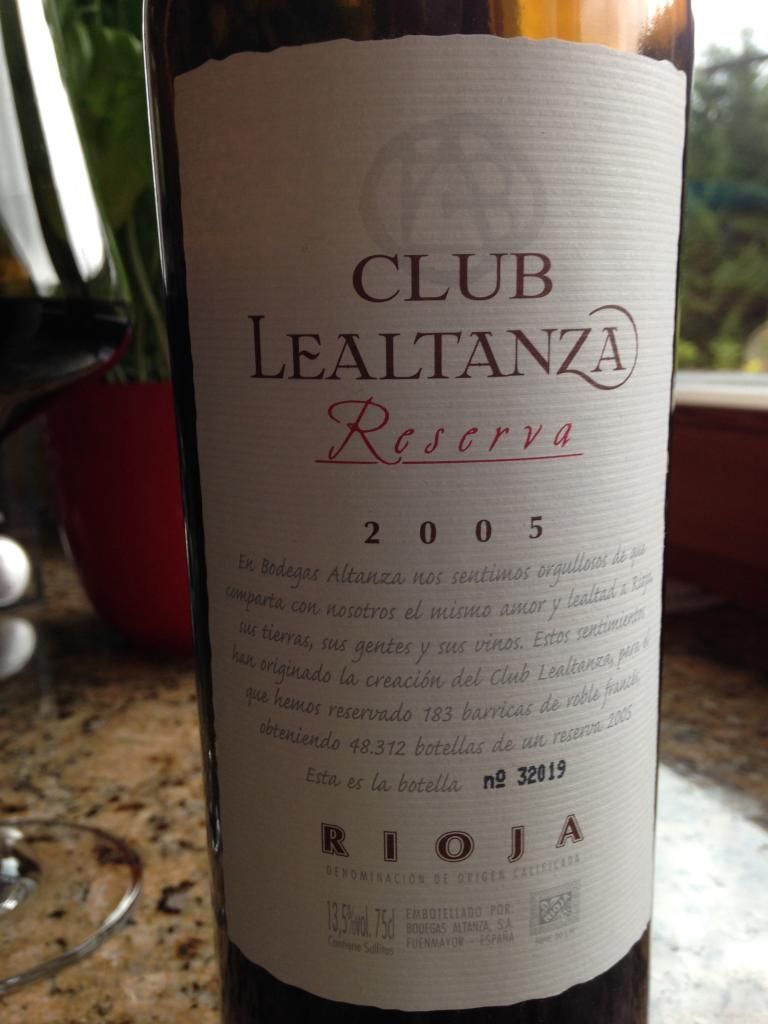 CLUB
LEALTANZA
Reserva
2005
En Bodegas Altanza nos sentimos orgullosos de que
comparta con nosotros el mismo amor y lealtad a Rioja,
sus tierras, sus gentes y sus vinos. Estos sentimientos
han originado la creación del Club Lealtanza, para el
que hemos reservado 183 barricas de roble francés,
obteniendo 48.312 botellas de un reserva 2005
Esta es la botella nº 32019
RIOJA
DENOMINACIÓN DE ORIGEN CALIFICADA
13,5%vol. 75cl
Contiene Sulfitos
EMBOTELLADO POR:
BODEGAS ALTANZA, S.A.
FUENMAYOR - ESPAÑA